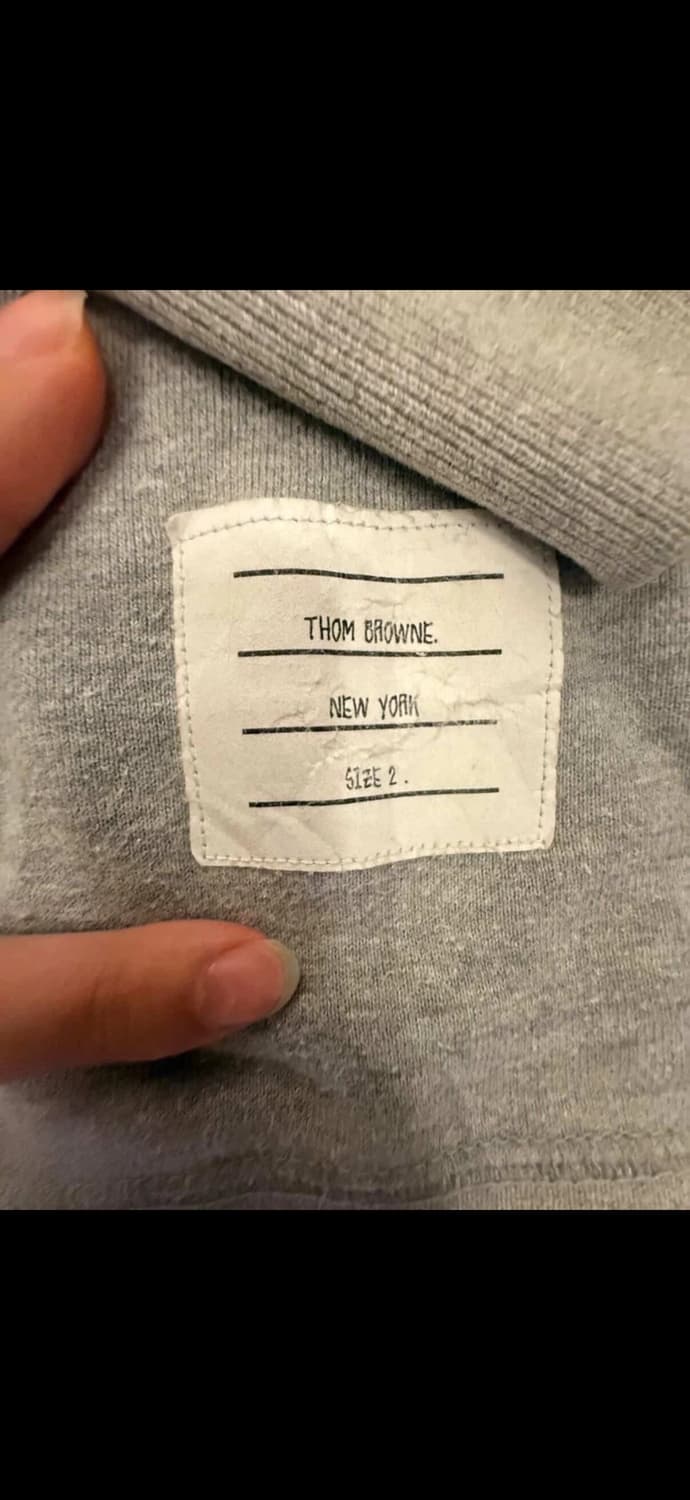 THOM BROWNE.
NEW YORK
SIZE 2.